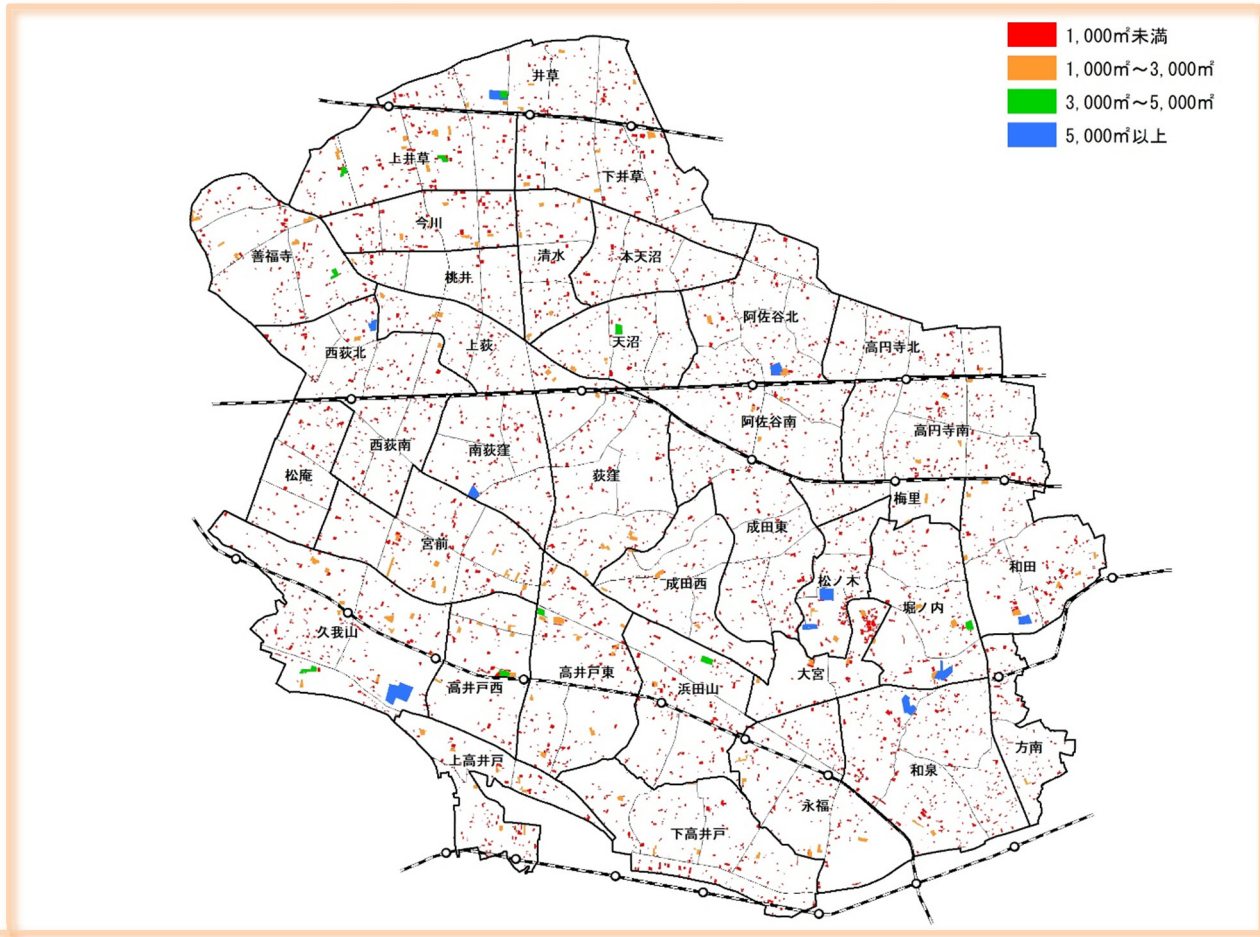 1,000㎡未満
1,000㎡～3,000㎡
3,000㎡～5,000㎡
5,000㎡以上
井草
上井草
下井草
今川
善福寺
清水
本天沼
桃井
阿佐谷北
西荻北
上荻
天沼
高円寺北
阿佐谷南
高円寺南
西荻南
南荻窪
松庵
荻窪
梅里
成田東
宮前
和田
成田西
松ノ木
堀ノ内
久我山
高井戸東
大宮
高井戸西
浜田山
方南
上高井戸
和泉
永福
下高井戸